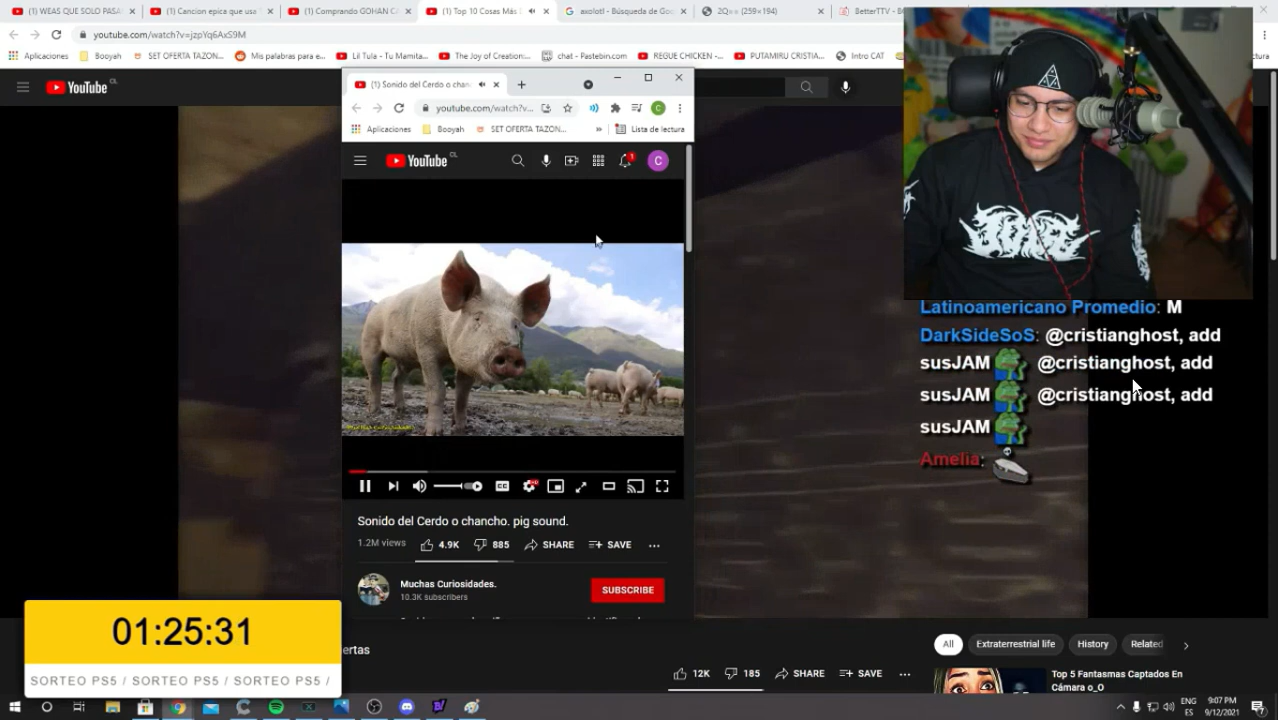 (1) WEAS QUE SOLO PASA
(1) Cancion epica que usa
(1) Comprando GOHAN CA
(1) Top 10 Cosas Más
axolotl - Búsqueda de Goo
(259×194)
youtube.com/watch?v=jzpYq6AxS9M
Aplicaciones
Booyah
SET OFERTA TAZON...
Mis palabras para e...
Lil Tula - Tu Mamita...
The Joy of Creation:...
chat - Pastebin.com
REGUE CHICKEN -...
PUTAMIRU CRISTIA...
Intro CAT
YouTube CL
(1) Sonido del Cerdo o chanc
youtube.com/watch?v...
Aplicaciones
Booyah
SET OFERTA TAZON...
»
Lista de lectura
YouTube CL
1
C
Sonido del Cerdo o chancho. pig sound.
1.2M views
4.9K
885
SHARE
SAVE
Muchas Curiosidades.
10.3K subscribers
SUBSCRIBE
Latinoamericano Promedio: M
DarkSideSoS: @cristianghost, add
susJAM @cristianghost, add
susJAM @cristianghost, add
susJAM
Amelia:
01:25:31
SORTEO PS5 / SORTEO PS5 / SORTEO PS5 /
ertas
12K
185
SHARE
SAVE
All
Extraterrestrial life
History
Related
Top 5 Fantasmas Captados En
Cámara o_O
ENG
ES
9:07 PM
9/12/2021